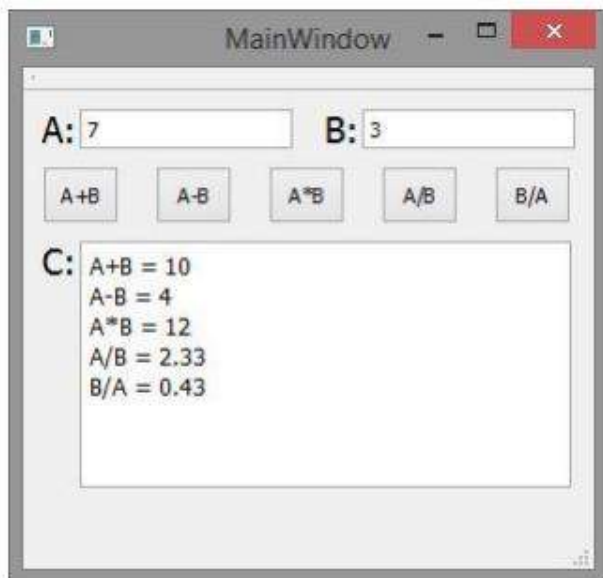 MainWindow
A: 7 B: 3
A+B A-B A*B A/B B/A
C: A+B = 10
A-B = 4
A*B = 12
A/B = 2.33
B/A = 0.43